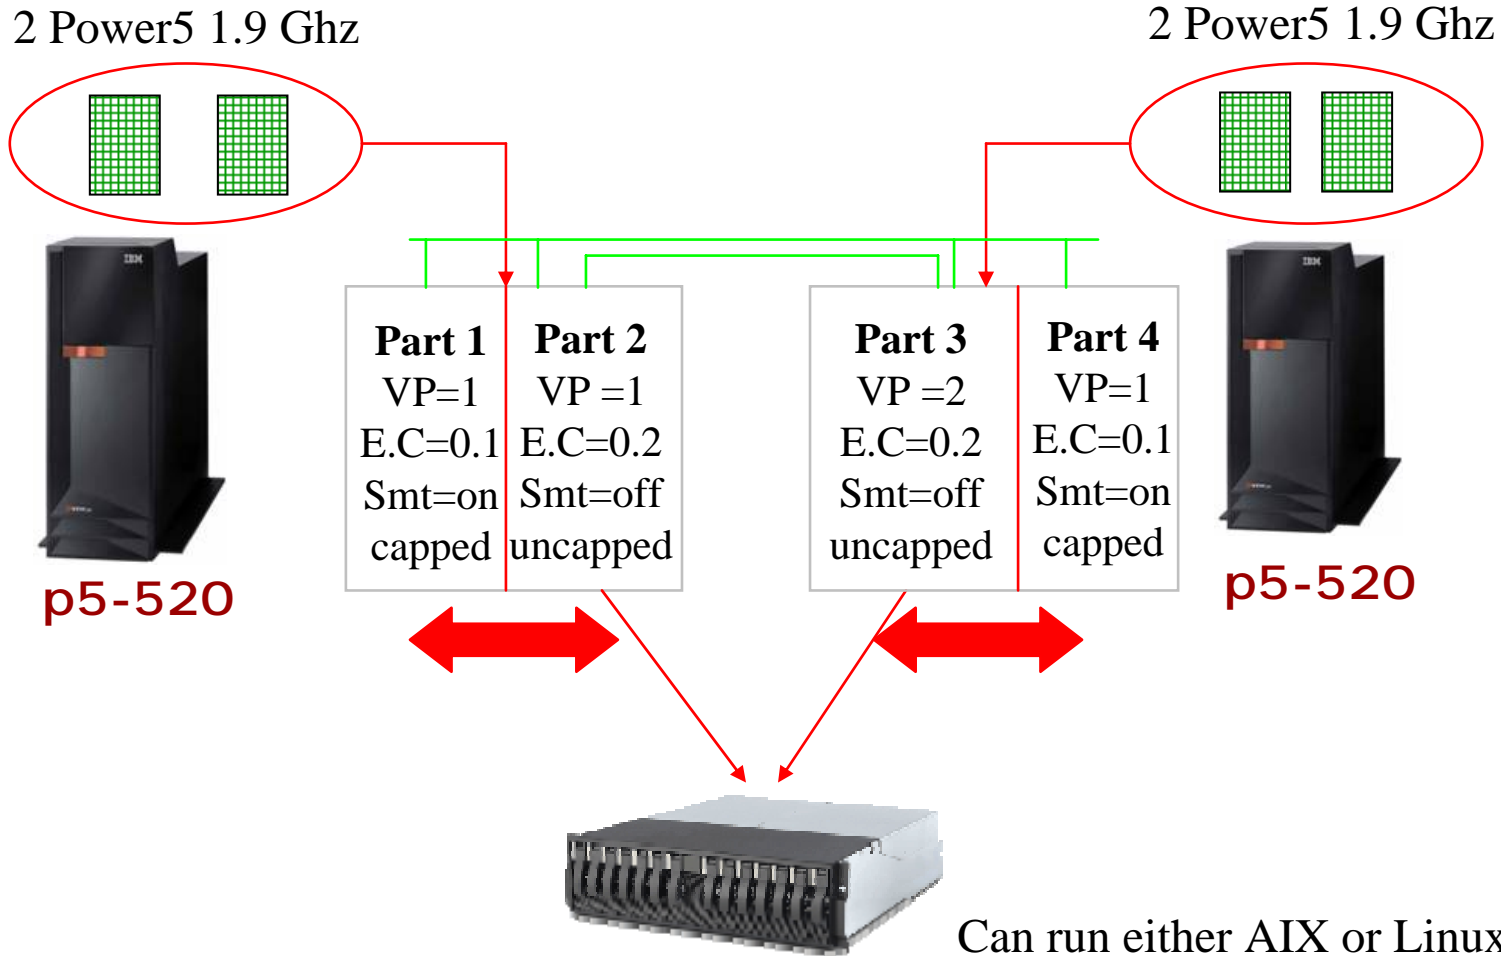 2 Power5 1.9 Ghz
2 Power5 1.9 Ghz
IBM
IBM
Part 1
VP=1
E.C=0.1
Smt=on
capped
Part 2
VP =1
E.C=0.2
Smt=off
uncapped
Part 3
VP =2
E.C=0.2
Smt=off
uncapped
Part 4
VP=1
E.C=0.1
Smt=on
capped
p5-520
p5-520
Can run either AIX or Linux